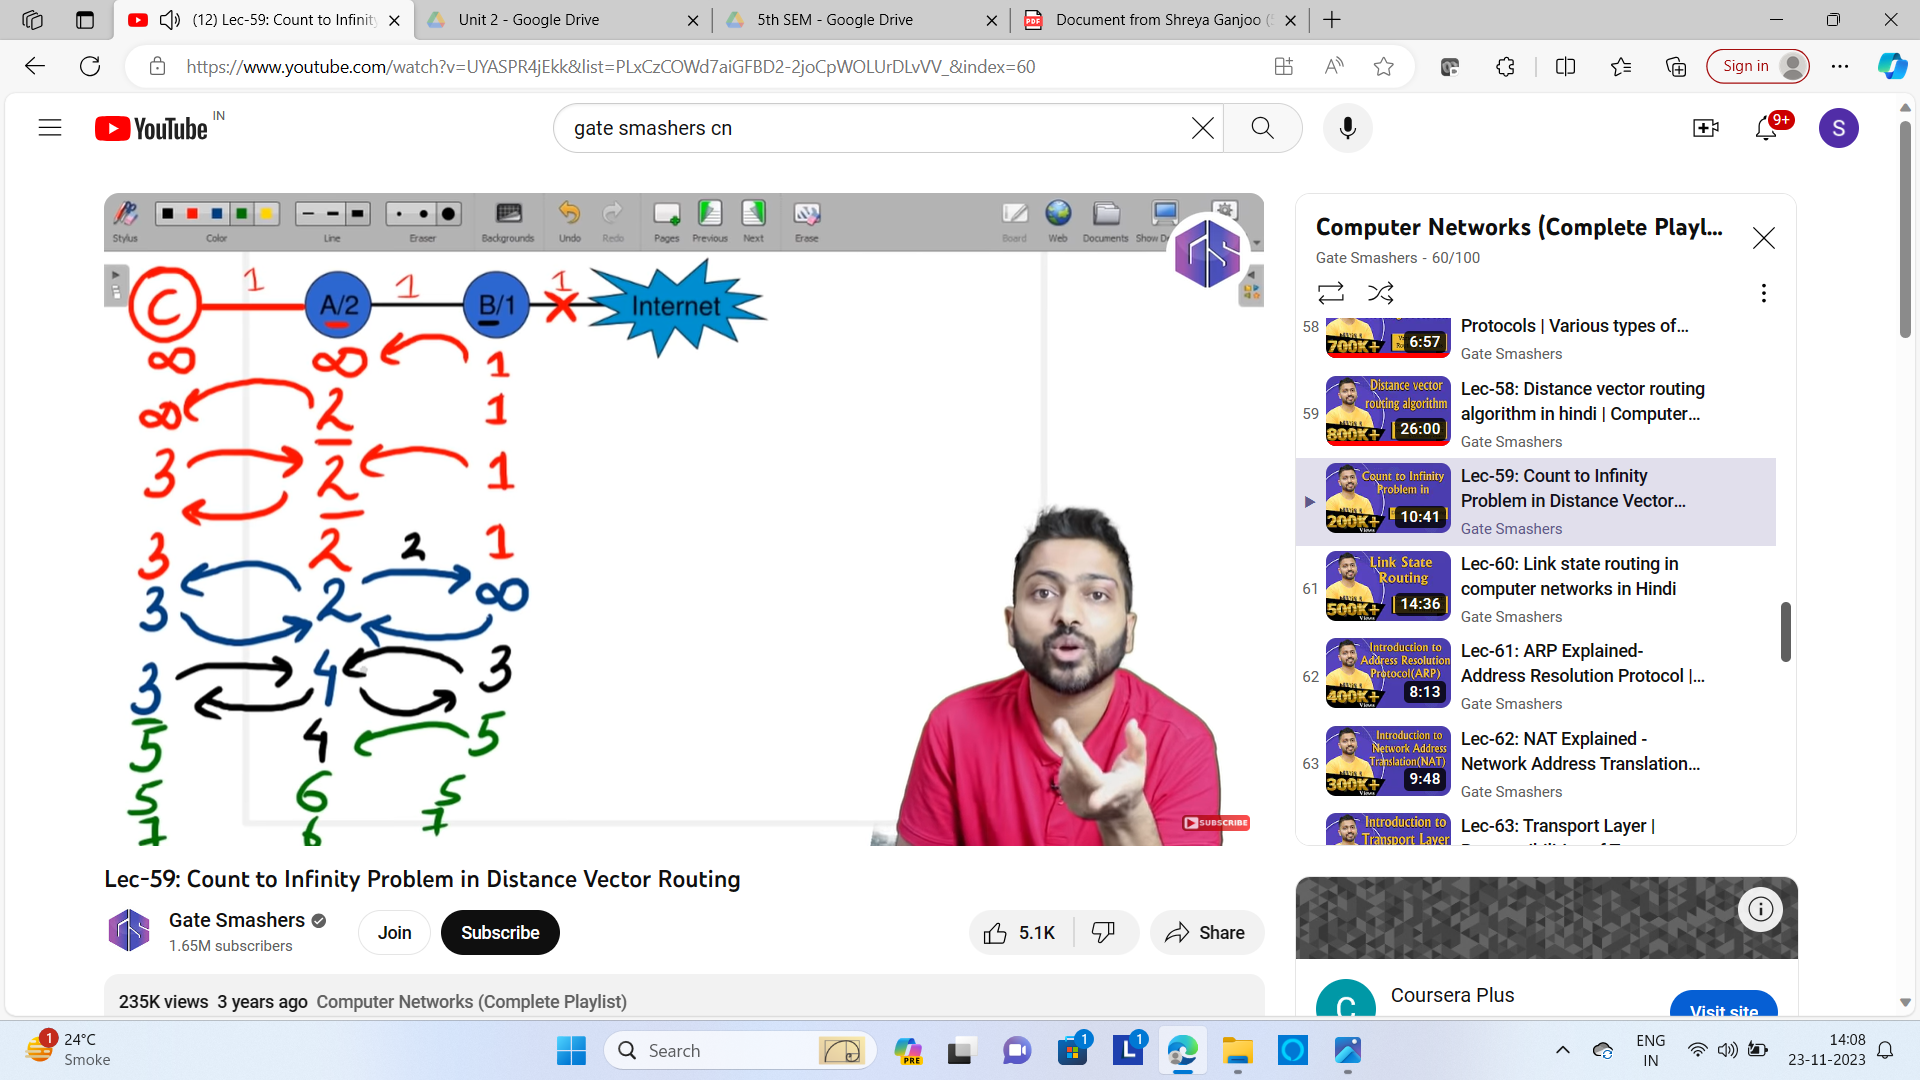 (12) Lec-59: Count to Infinity
Unit 2 - Google Drive
5th SEM - Google Drive
Document from Shreya Ganjoo (
https://www.youtube.com/watch?v=UYASPR4jEkk&list=PLxCzCOWd7aiGFBD2-2joCpWOLUrDLvVV_&index=60
Sign in
YouTube IN
gate smashers cn
9+
S
Stylus
Color
Line
Eraser
Backgrounds
Undo
Redo
Pages
Previous
Next
Erase
Board
Web
Documents
Show De
1 1 1
C A/2 B/1 Internet
∞ ∞ 1
∞ 2 1
3 2 1
3 2 2 1
3 2 ∞
3 4 3
5 4 5
5 6 5
7 6 7
SUBSCRIBE
Lec-59: Count to Infinity Problem in Distance Vector Routing
Gate Smashers
1.65M subscribers
Join
Subscribe
5.1K
Share
235K views 3 years ago Computer Networks (Complete Playlist)
Computer Networks (Complete Playl...
Gate Smashers - 60/100
58
700K+
6:57
Protocols | Various types of...
Gate Smashers
59
Distance vector
routing algorithm
800K+
26:00
Lec-58: Distance vector routing
algorithm in hindi | Computer...
Gate Smashers
Count to Infinity
Problem in
200K+
Views
10:41
Lec-59: Count to Infinity
Problem in Distance Vector...
Gate Smashers
61
Link State
Routing
500K+
Views
14:36
Lec-60: Link state routing in
computer networks in Hindi
Gate Smashers
62
Introduction to
Address Resolution
Protocol(ARP)
400K+
Views
8:13
Lec-61: ARP Explained-
Address Resolution Protocol |...
Gate Smashers
63
Introduction to
Network Address
Translation(NAT)
300K+
Views
9:48
Lec-62: NAT Explained -
Network Address Translation...
Gate Smashers
Introduction to
Transport Layer
Lec-63: Transport Layer |
C
Coursera Plus
Visit site
1
24°C
Smoke
Search
PRE
1
L
1
ENG
IN
14:08
23-11-2023